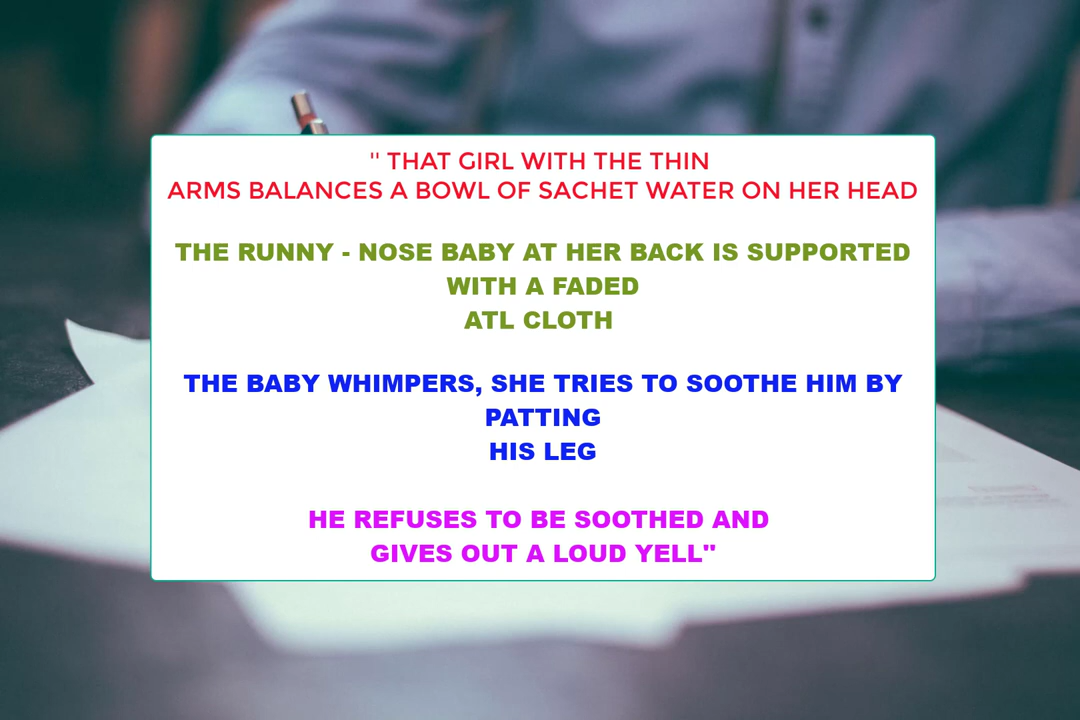 " THAT GIRL WITH THE THIN
ARMS BALANCES A BOWL OF SACHET WATER ON HER HEAD
THE RUNNY - NOSE BABY AT HER BACK IS SUPPORTED
WITH A FADED
ATL CLOTH
THE BABY WHIMPERS, SHE TRIES TO SOOTHE HIM BY
PATTING
HIS LEG
HE REFUSES TO BE SOOTHED AND
GIVES OUT A LOUD YELL"